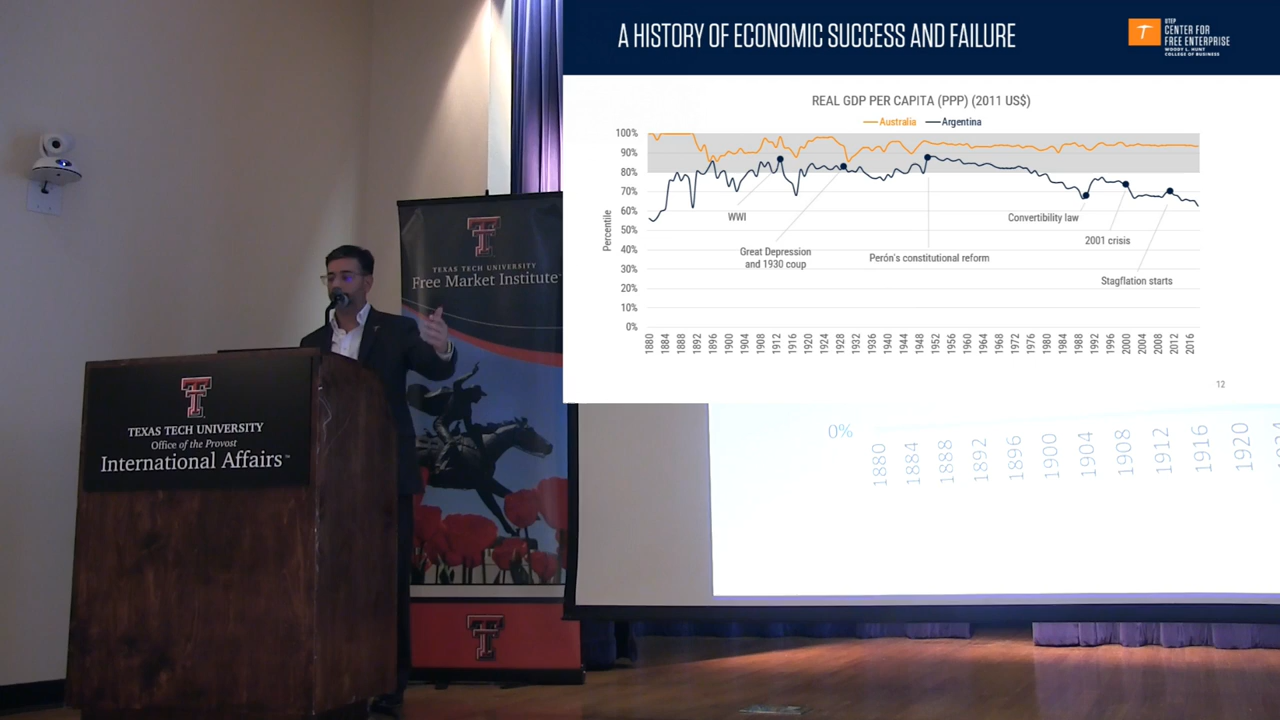 A HISTORY OF ECONOMIC SUCCESS AND FAILURE
UTEP
CENTER FOR
FREE ENTERPRISE
WOODY L. HUNT
COLLEGE OF BUSINESS
REAL GDP PER CAPITA (PPP) (2011 US$)
Australia
Argentina
Percentile
100%
90%
80%
70%
60%
50%
40%
30%
20%
10%
0%
WWI
Great Depression
and 1930 coup
Perón's constitutional reform
Convertibility law
2001 crisis
Stagflation starts
1880 1884 1888 1892 1896 1900 1904 1908 1912 1916 1920 1924 1928 1932 1936 1940 1944 1948 1952 1956 1960 1964 1968 1972 1976 1980 1984 1988 1992 1996 2000 2004 2008 2012 2016
12
TEXAS TECH UNIVERSITY
Free Market Institute
TEXAS TECH UNIVERSITY
Office of the Provost
International Affairs™
0%
1880 1884 1888 1892 1896 1900 1904 1908 1912 1916 1920